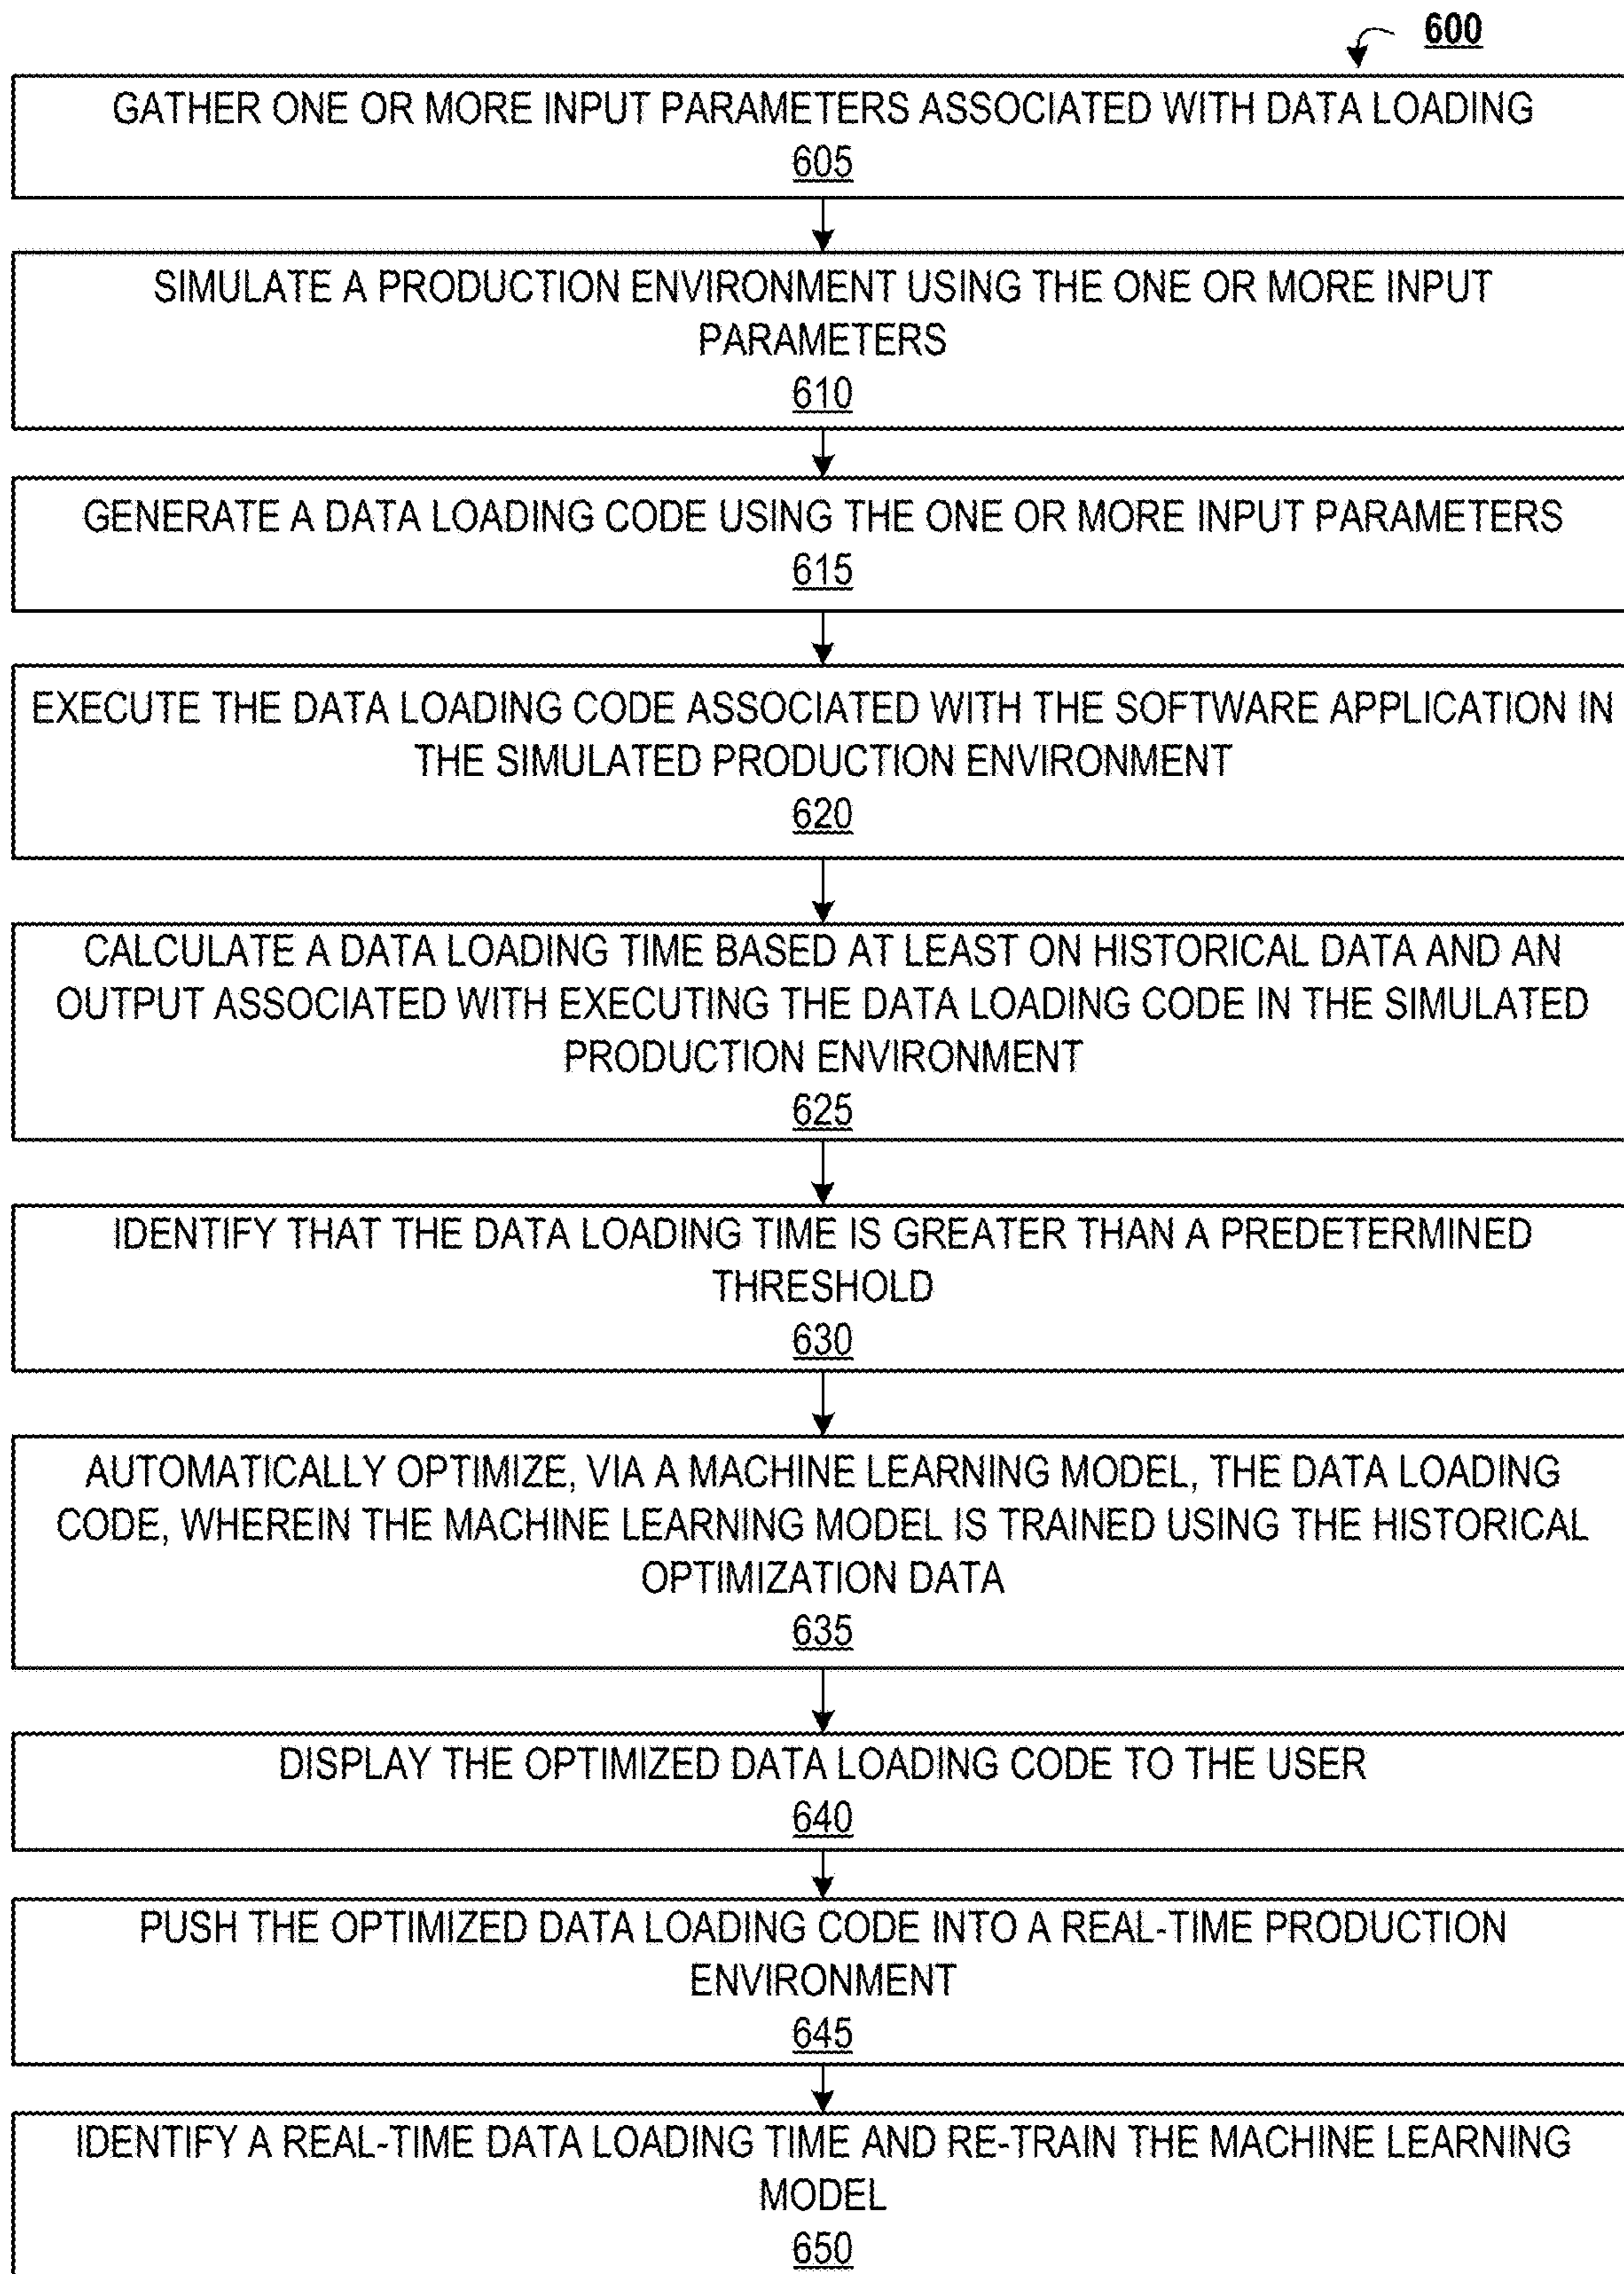 600
GATHER ONE OR MORE INPUT PARAMETERS ASSOCIATED WITH DATA LOADING
605
SIMULATE A PRODUCTION ENVIRONMENT USING THE ONE OR MORE INPUT
PARAMETERS
610
GENERATE A DATA LOADING CODE USING THE ONE OR MORE INPUT PARAMETERS
615
EXECUTE THE DATA LOADING CODE ASSOCIATED WITH THE SOFTWARE APPLICATION IN
THE SIMULATED PRODUCTION ENVIRONMENT
620
CALCULATE A DATA LOADING TIME BASED AT LEAST ON HISTORICAL DATA AND AN
OUTPUT ASSOCIATED WITH EXECUTING THE DATA LOADING CODE IN THE SIMULATED
PRODUCTION ENVIRONMENT
625
IDENTIFY THAT THE DATA LOADING TIME IS GREATER THAN A PREDETERMINED
THRESHOLD
630
AUTOMATICALLY OPTIMIZE, VIA A MACHINE LEARNING MODEL, THE DATA LOADING
CODE, WHEREIN THE MACHINE LEARNING MODEL IS TRAINED USING THE HISTORICAL
OPTIMIZATION DATA
635
DISPLAY THE OPTIMIZED DATA LOADING CODE TO THE USER
640
PUSH THE OPTIMIZED DATA LOADING CODE INTO A REAL-TIME PRODUCTION
ENVIRONMENT
645
IDENTIFY A REAL-TIME DATA LOADING TIME AND RE-TRAIN THE MACHINE LEARNING
MODEL
650